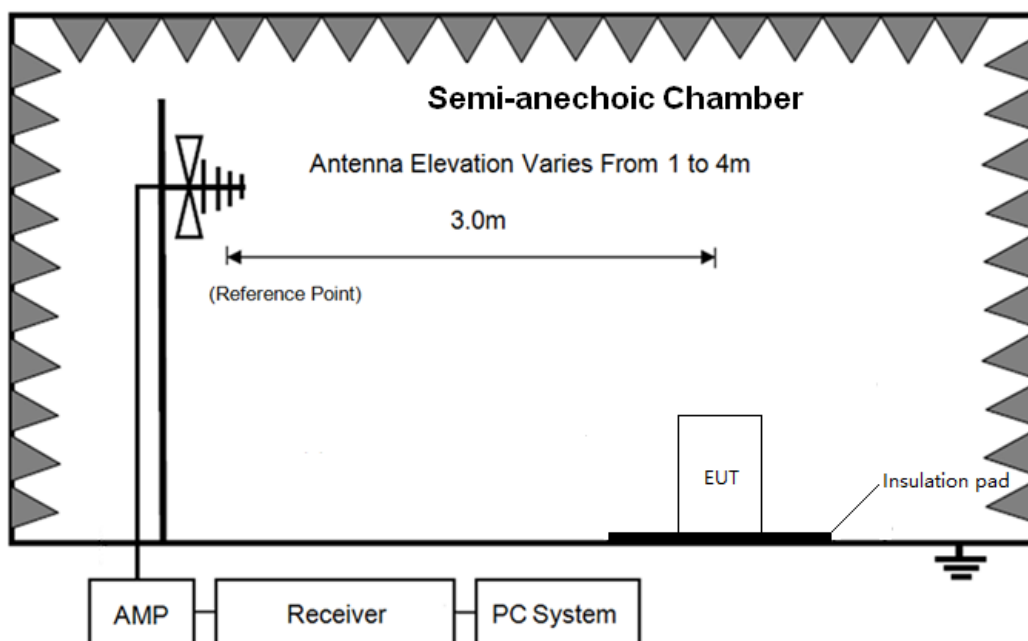 Semi-anechoic Chamber
Antenna Elevation Varies From 1 to 4m
3.0m
(Reference Point)
EUT
Insulation pad
AMP
Receiver
PC System